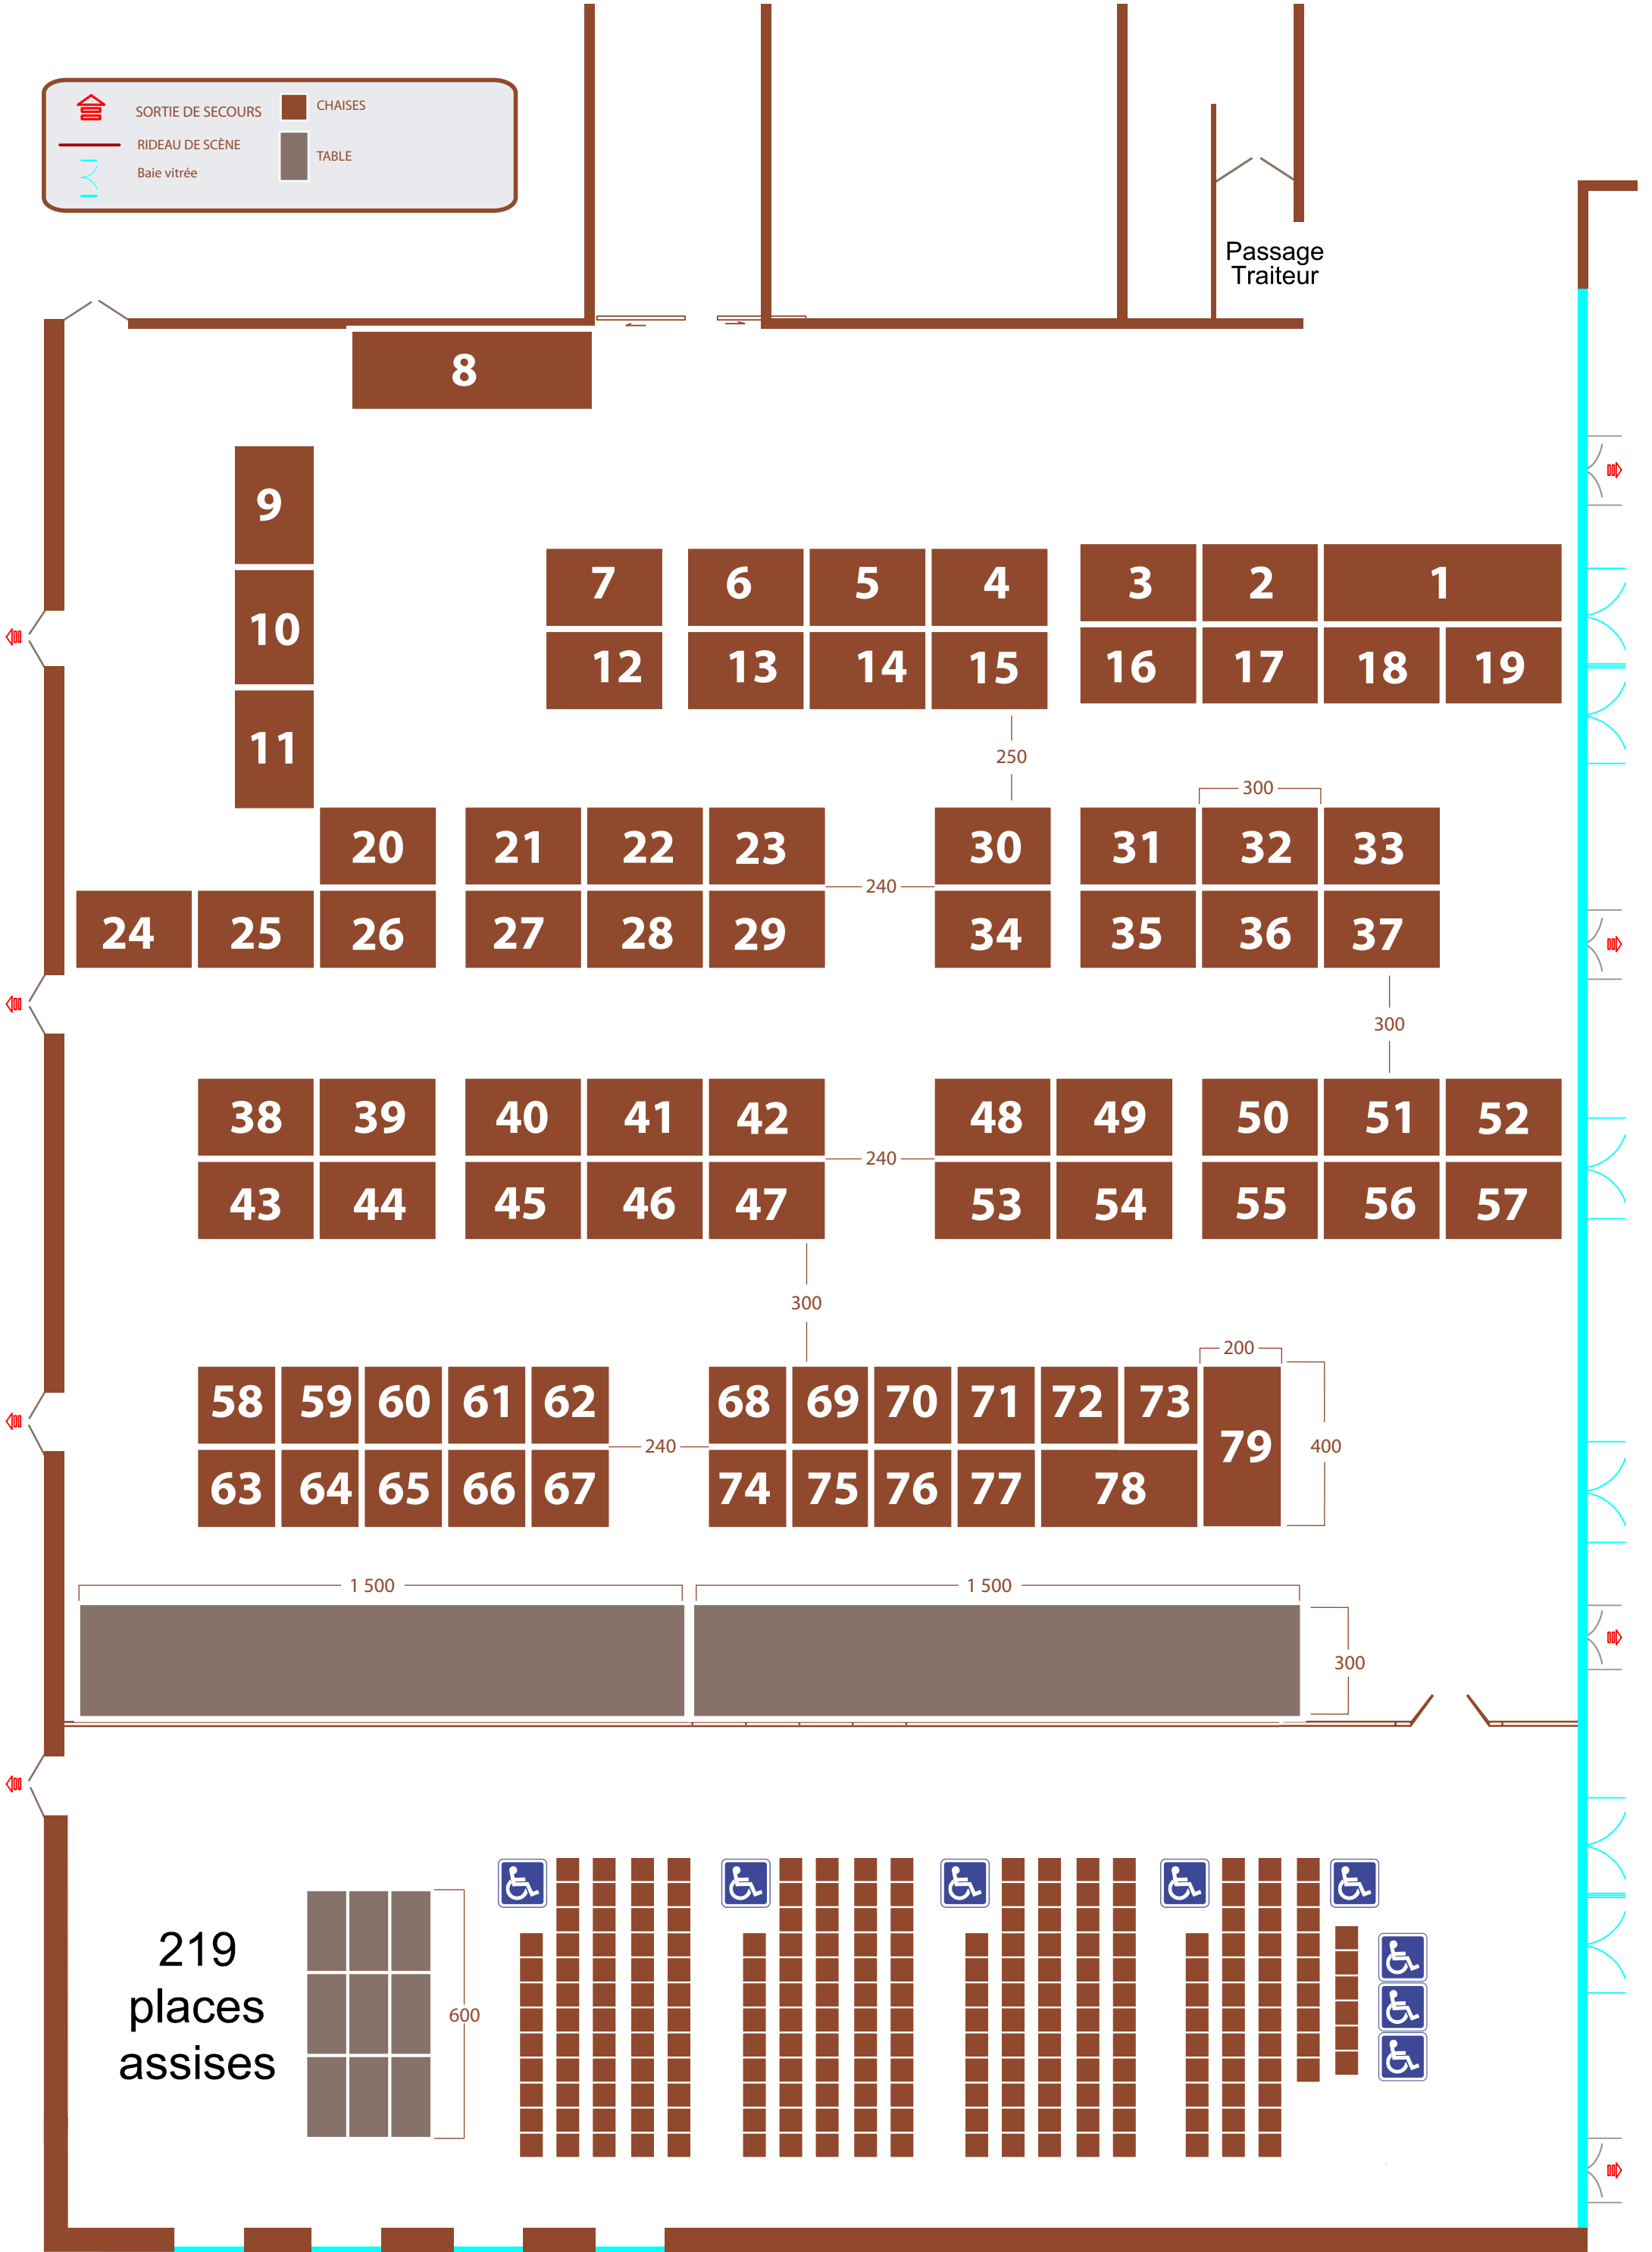 SORTIE DE SECOURS
CHAISES
RIDEAU DE SCÈNE
TABLE
Baie vitrée
Passage
Traiteur
8
9
10
11
7 6 5 4 3 2 1
12 13 14 15 16 17 18 19
250
300
20 21 22 23 30 31 32 33
240
24 25 26 27 28 29 34 35 36 37
300
38 39 40 41 42 48 49 50 51 52
240
43 44 45 46 47 53 54 55 56 57
300
200
58 59 60 61 62 68 69 70 71 72 73
240
79
400
63 64 65 66 67 74 75 76 77 78
1 500
1 500
300
219
places
assises
600